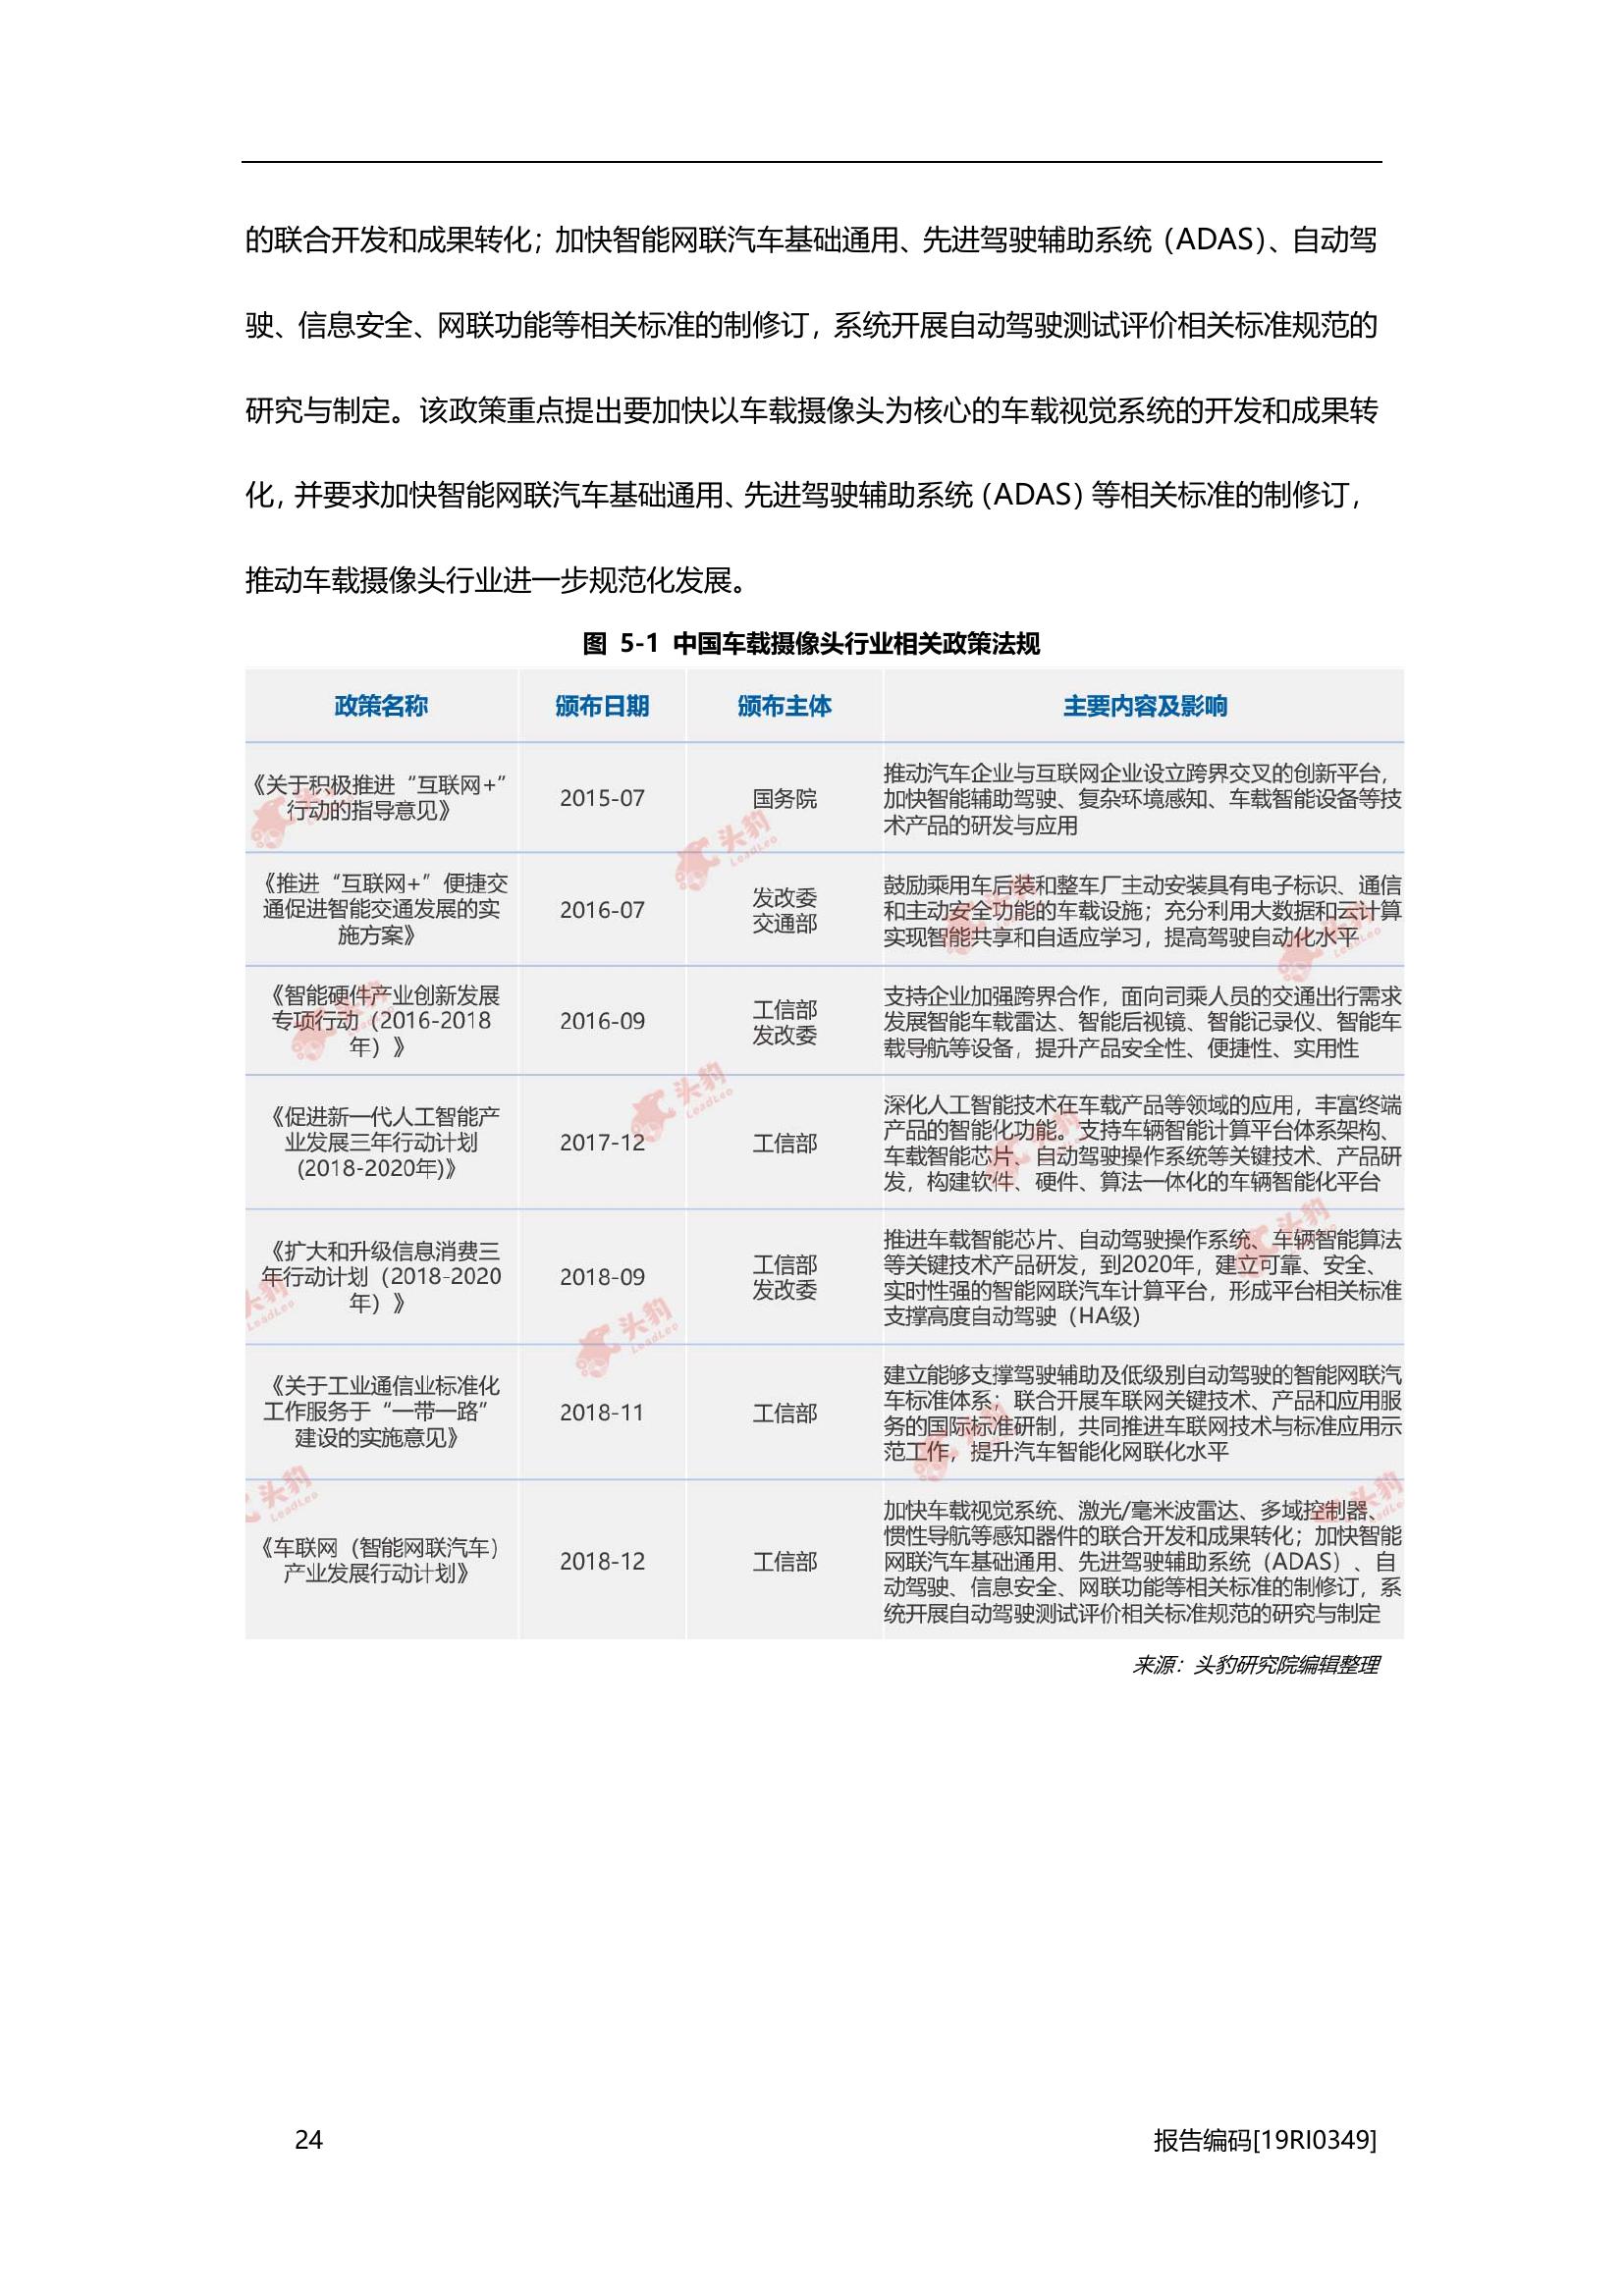 的联合开发和成果转化；加快智能网联汽车基础通用、先进驾驶辅助系统（ADAS）、自动驾
驶、信息安全、网联功能等相关标准的制修订，系统开展自动驾驶测试评价相关标准规范的
研究与制定。该政策重点提出要加快以车载摄像头为核心的车载视觉系统的开发和成果转
化，并要求加快智能网联汽车基础通用、先进驾驶辅助系统（ADAS）等相关标准的制修订，
推动车载摄像头行业进一步规范化发展。
图 5-1 中国车载摄像头行业相关政策法规
政策名称 颁布日期 颁布主体 主要内容及影响
《关于积极推进“互联网+”
行动的指导意见》
2015-07
国务院
推动汽车企业与互联网企业设立跨界交叉的创新平台，
加快智能辅助驾驶、复杂环境感知、车载智能设备等技
术产品的研发与应用
《推进“互联网+”便捷交
通促进智能交通发展的实
施方案》
2016-07
发改委
交通部
鼓励乘用车后装和整车厂主动安装具有电子标识、通信
和主动安全功能的车载设施；充分利用大数据和云计算
实现智能共享和自适应学习，提高驾驶自动化水平
《智能硬件产业创新发展
专项行动（2016-2018
年）》
2016-09
工信部
发改委
支持企业加强跨界合作，面向司乘人员的交通出行需求
发展智能车载雷达、智能后视镜、智能记录仪、智能车
载导航等设备，提升产品安全性、便捷性、实用性
《促进新一代人工智能产
业发展三年行动计划
(2018-2020年)》
2017-12
工信部
深化人工智能技术在车载产品等领域的应用，丰富终端
产品的智能化功能。支持车辆智能计算平台体系架构、
车载智能芯片、自动驾驶操作系统等关键技术、产品研
发，构建软件、硬件、算法一体化的车辆智能化平台
《扩大和升级信息消费三
年行动计划（2018-2020
年）》
2018-09
工信部
发改委
推进车载智能芯片、自动驾驶操作系统、车辆智能算法
等关键技术产品研发，到2020年，建立可靠、安全、
实时性强的智能网联汽车计算平台，形成平台相关标准
支撑高度自动驾驶（HA级）
《关于工业通信业标准化
工作服务于“一带一路”
建设的实施意见》
2018-11
工信部
建立能够支撑驾驶辅助及低级别自动驾驶的智能网联汽
车标准体系；联合开展车联网关键技术、产品和应用服
务的国际标准研制，共同推进车联网技术与标准应用示
范工作，提升汽车智能化网联化水平
《车联网（智能网联汽车）
产业发展行动计划》
2018-12
工信部
加快车载视觉系统、激光/毫米波雷达、多域控制器、
惯性导航等感知器件的联合开发和成果转化；加快智能
网联汽车基础通用、先进驾驶辅助系统（ADAS）、自
动驾驶、信息安全、网联功能等相关标准的制修订，系
统开展自动驾驶测试评价相关标准规范的研究与制定
头豹
LeadLeo
来源：头豹研究院编辑整理
24
报告编码[19RI0349]